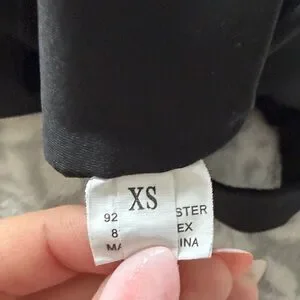 XS
92 STER
8 EX
MA INA